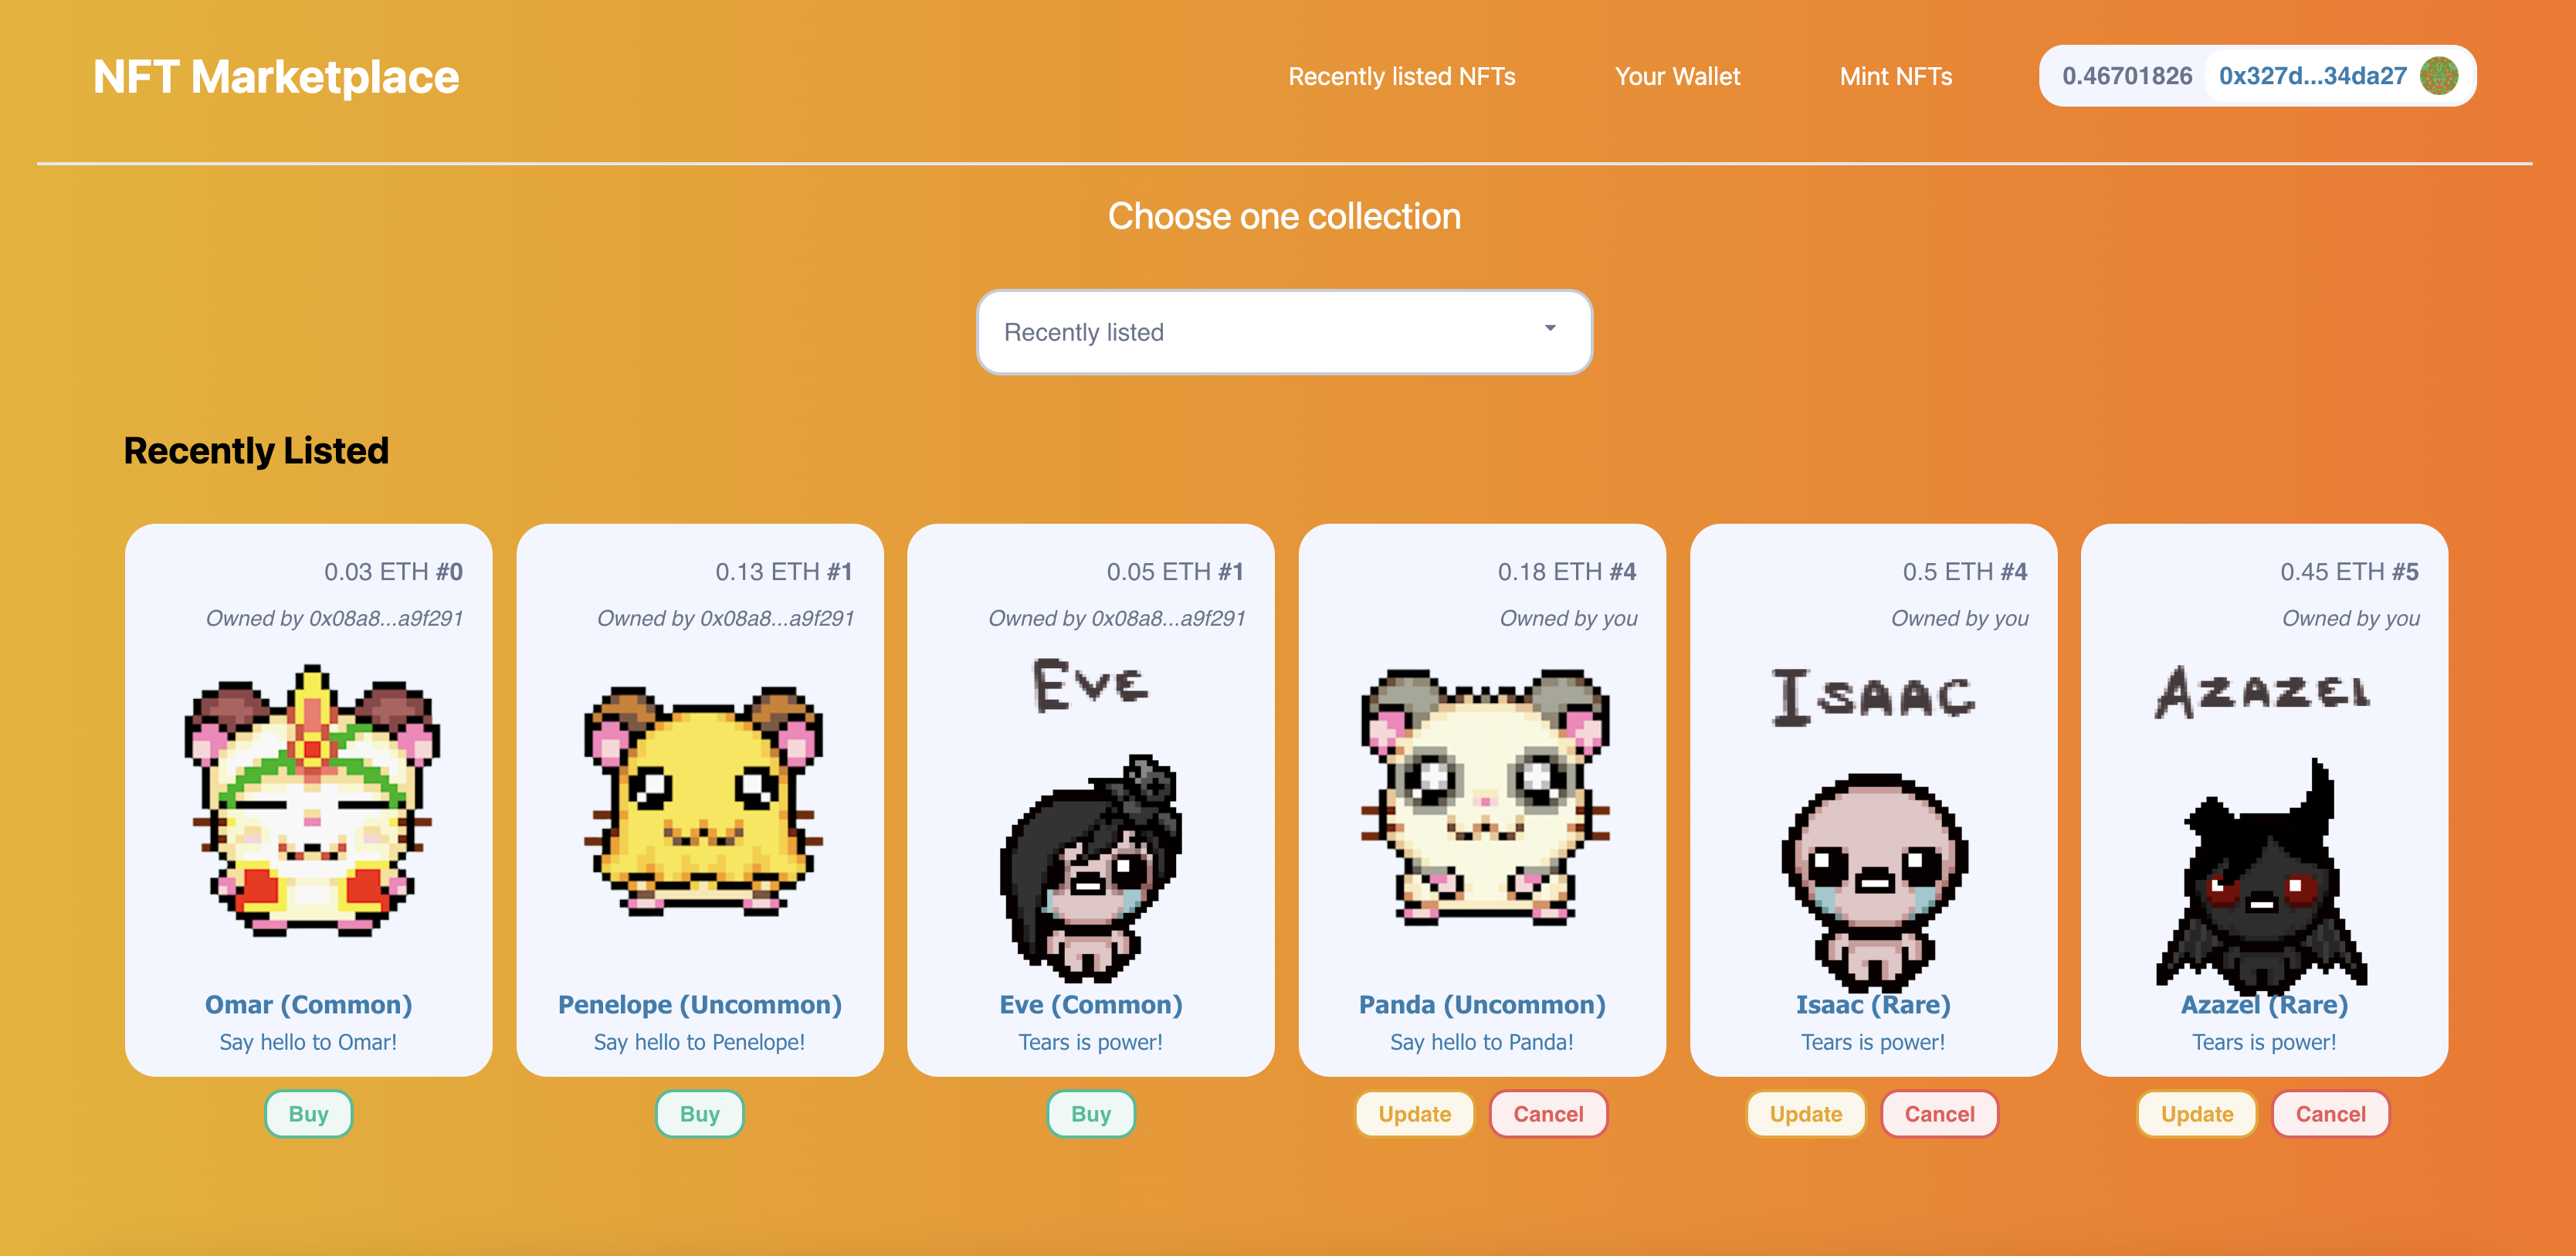 NFT Marketplace
Recently listed NFTs
Your Wallet
Mint NFTs
0.46701826
0x327d...34da27
Choose one collection
Recently listed
Recently Listed
0.03 ETH #0
Owned by 0x08a8...a9f291
Omar (Common)
Say hello to Omar!
Buy
0.13 ETH #1
Owned by 0x08a8...a9f291
Penelope (Uncommon)
Say hello to Penelope!
Buy
0.05 ETH #1
Owned by 0x08a8...a9f291
EVE
Eve (Common)
Tears is power!
Buy
0.18 ETH #4
Owned by you
Panda (Uncommon)
Say hello to Panda!
Update
Cancel
0.5 ETH #4
Owned by you
ISAAC
Isaac (Rare)
Tears is power!
Update
Cancel
0.45 ETH #5
Owned by you
AZAZEL
Azazel (Rare)
Tears is power!
Update
Cancel